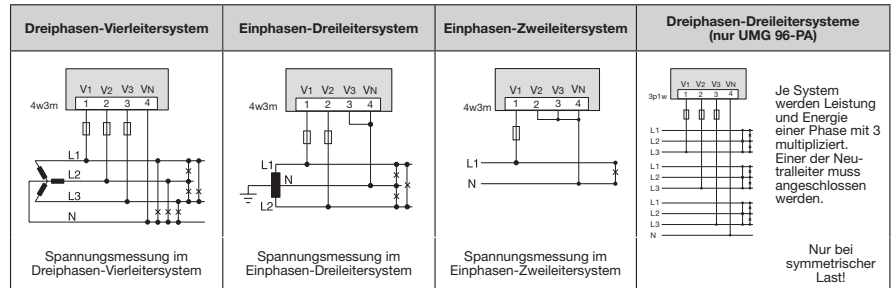 Dreiphasen-Vierleitersystem
Einphasen-Dreileitersystem
Einphasen-Zweileitersystem
Dreiphasen-Dreileitersysteme
(nur UMG 96-PA)
V1 V2 V3 VN
4w3m 1 2 3 4
L1
L2
L3
N
Spannungsmessung im
Dreiphasen-Vierleitersystem
V1 V2 V3 VN
4w3m 1 2 3 4
L1
N
L2
Spannungsmessung im
Einphasen-Dreileitersystem
V1 V2 V3 VN
4w3m 1 2 3 4
L1
N
Spannungsmessung im
Einphasen-Zweileitersystem
V1 V2 V3 VN
3p1w 1 2 3 4
L1
L2
L3
L1
L2
L3
L1
L2
L3
N
Je System
werden Leistung
und Energie
einer Phase mit 3
multipliziert.
Einer der Neu-
tralleiter muss
angeschlossen
werden.
Nur bei
symmetrischer
Last!